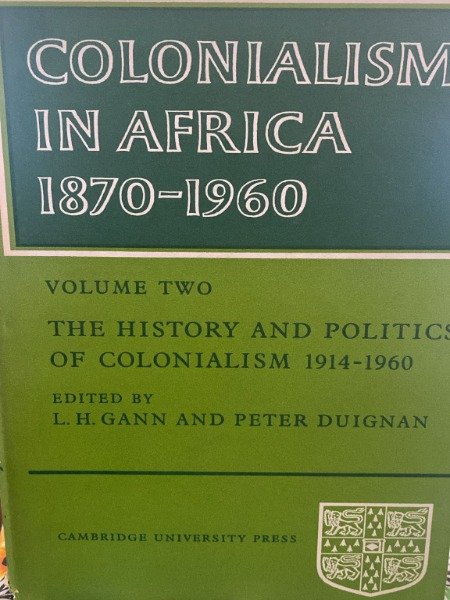 COLONIALISM
IN AFRICA
1870-1960
VOLUME TWO
THE HISTORY AND POLITICS
OF COLONIALISM 1914-1960
EDITED BY
L. H. GANN AND PETER DUIGNAN
CAMBRIDGE UNIVERSITY PRESS